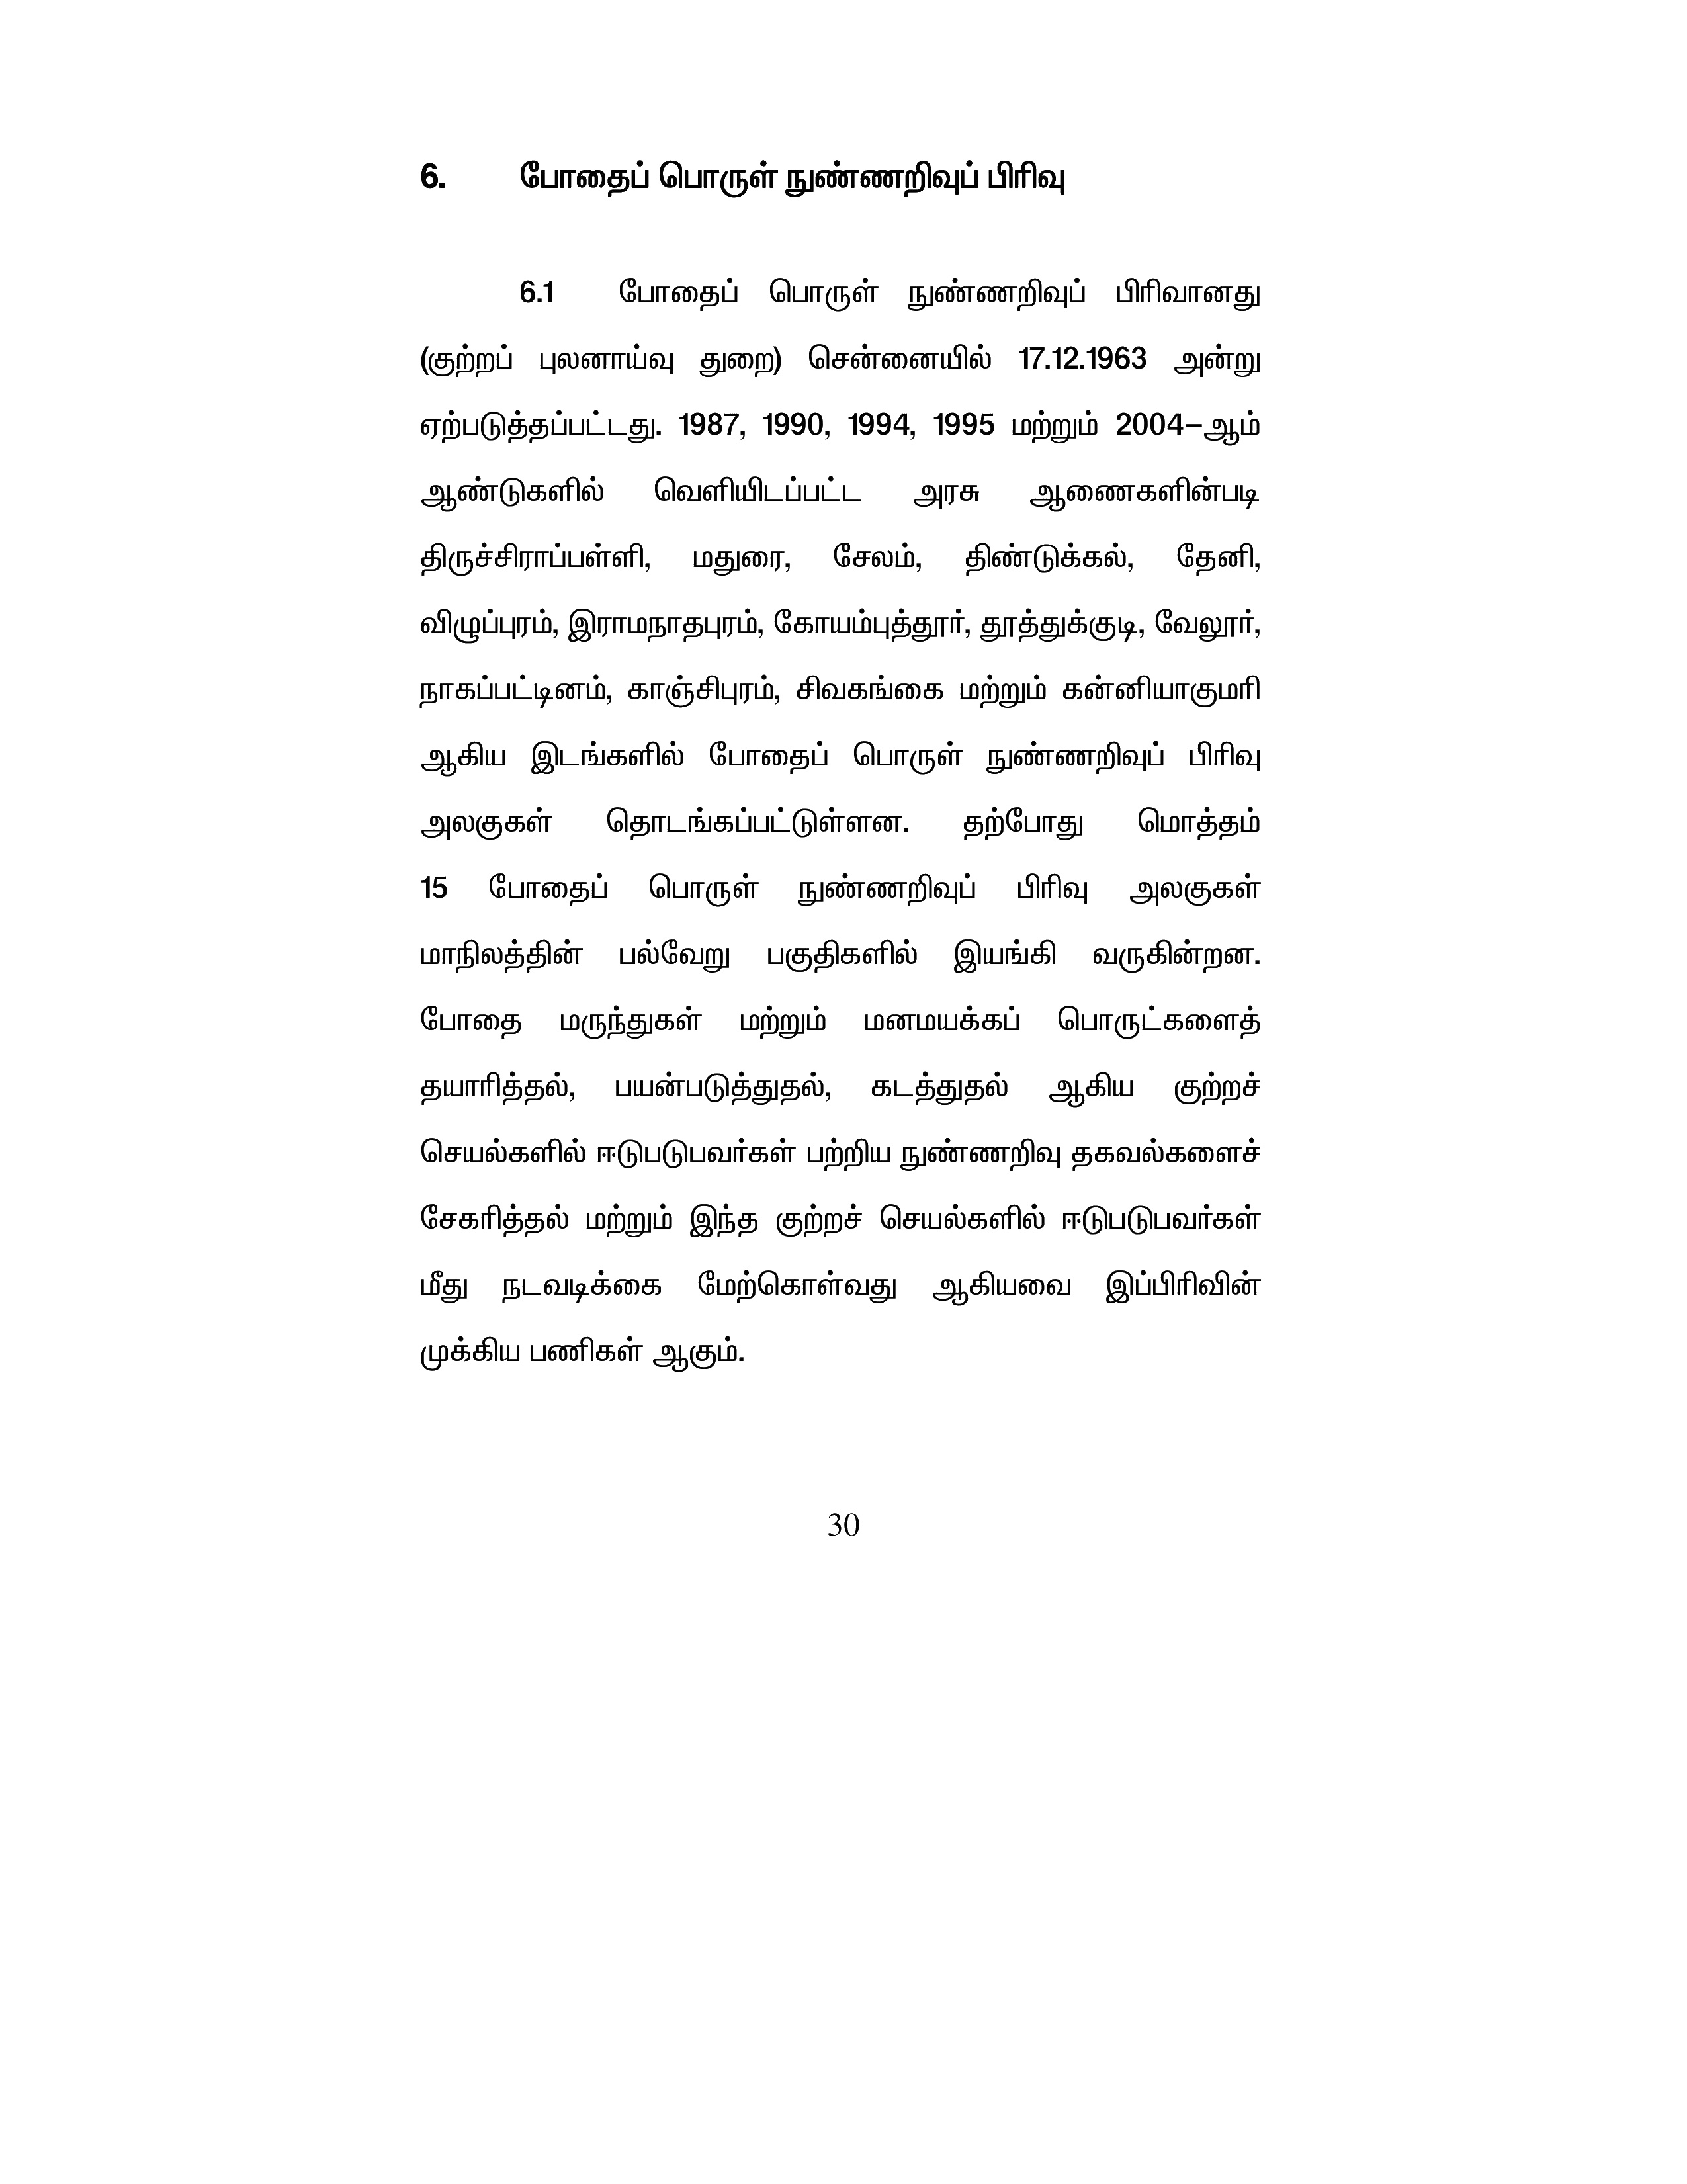 6. போதைப் பொருள் நுண்ணறிவுப் பிரிவு
6.1 போதைப் பொருள் நுண்ணறிவுப் பிரிவானது
(குற்றப் புலனாய்வு துறை) சென்னையில் 17.12.1963 அன்று
ஏற்படுத்தப்பட்டது. 1987, 1990, 1994, 1995 மற்றும் 2004–ஆம்
ஆண்டுகளில் வெளியிடப்பட்ட அரசு ஆணைகளின்படி
திருச்சிராப்பள்ளி, மதுரை, சேலம், திண்டுக்கல், தேனி,
விழுப்புரம், இராமநாதபுரம், கோயம்புத்தூர், தூத்துக்குடி, வேலூர்,
நாகப்பட்டினம், காஞ்சிபுரம், சிவகங்கை மற்றும் கன்னியாகுமரி
ஆகிய இடங்களில் போதைப் பொருள் நுண்ணறிவுப் பிரிவு
அலகுகள் தொடங்கப்பட்டுள்ளன. தற்போது மொத்தம்
15 போதைப் பொருள் நுண்ணறிவுப் பிரிவு அலகுகள்
மாநிலத்தின் பல்வேறு பகுதிகளில் இயங்கி வருகின்றன.
போதை மருந்துகள் மற்றும் மனமயக்கப் பொருட்களைத்
தயாரித்தல், பயன்படுத்துதல், கடத்துதல் ஆகிய குற்றச்
செயல்களில் ஈடுபடுபவர்கள் பற்றிய நுண்ணறிவு தகவல்களைச்
சேகரித்தல் மற்றும் இந்த குற்றச் செயல்களில் ஈடுபடுபவர்கள்
மீது நடவடிக்கை மேற்கொள்வது ஆகியவை இப்பிரிவின்
முக்கிய பணிகள் ஆகும்.
30